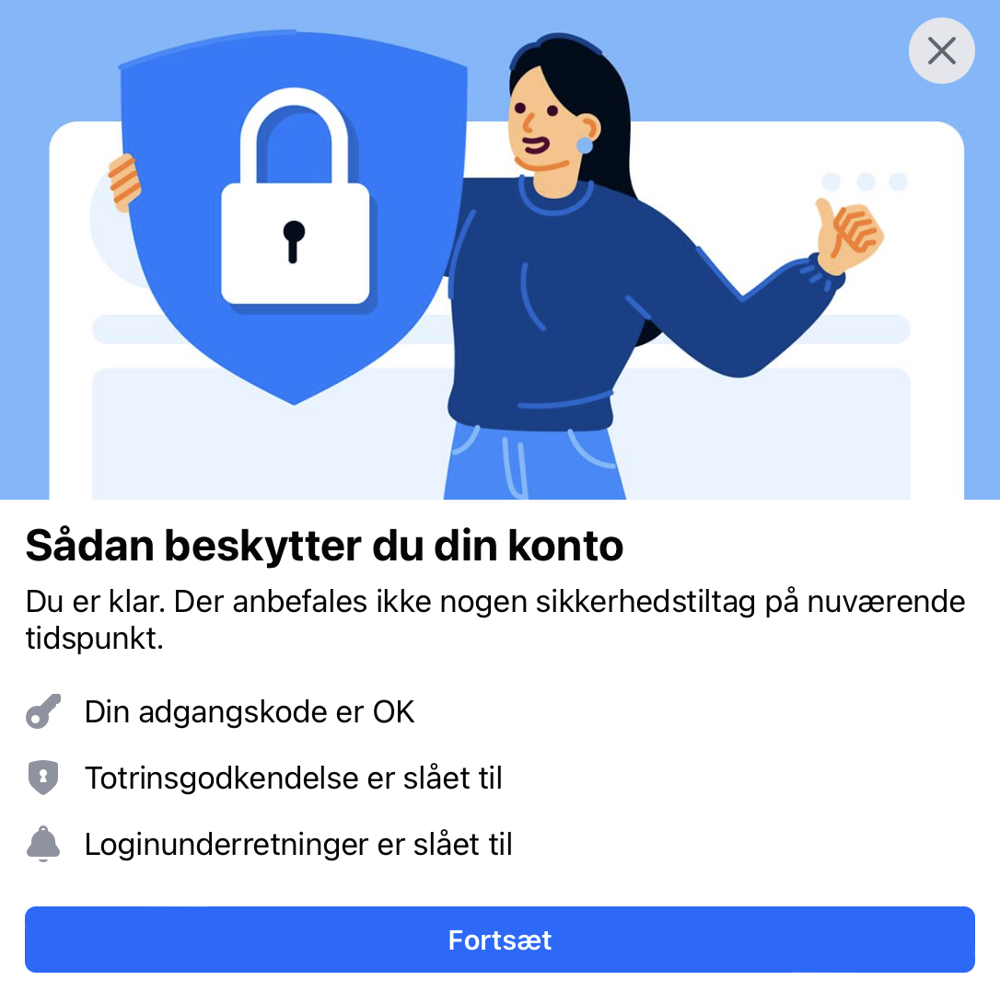 Sådan beskytter du din konto
Du er klar. Der anbefales ikke nogen sikkerhedstiltag på nuværende
tidspunkt.
Din adgangskode er OK
Totrinsgodkendelse er slået til
Loginunderretninger er slået til
Fortsæt